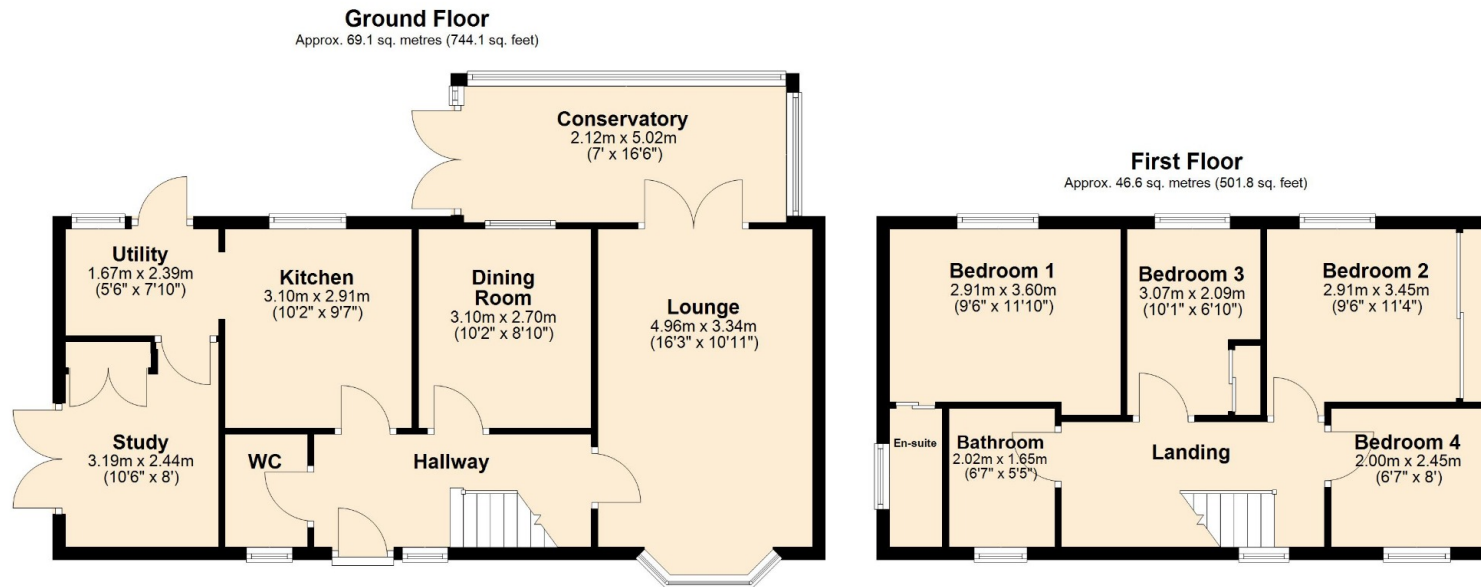 Ground Floor
Approx. 69.1 sq. metres (744.1 sq. feet)
Conservatory
2.12m x 5.02m
(7' x 16'6")
Utility
1.67m x 2.39m
(5'6" x 7'10")
Kitchen
3.10m x 2.91m
(10'2" x 9'7")
Dining
Room
3.10m x 2.70m
(10'2" x 8'10")
Lounge
4.96m x 3.34m
(16'3" x 10'11")
Study
3.19m x 2.44m
(10'6" x 8')
WC
Hallway
First Floor
Approx. 46.6 sq. metres (501.8 sq. feet)
Bedroom 1
2.91m x 3.60m
(9'6" x 11'10")
Bedroom 3
3.07m x 2.09m
(10'1" x 6'10")
Bedroom 2
2.91m x 3.45m
(9'6" x 11'4")
En-suite
Bathroom
2.02m x 1.65m
(6'7" x 5'5")
Landing
Bedroom 4
2.00m x 2.45m
(6'7" x 8')